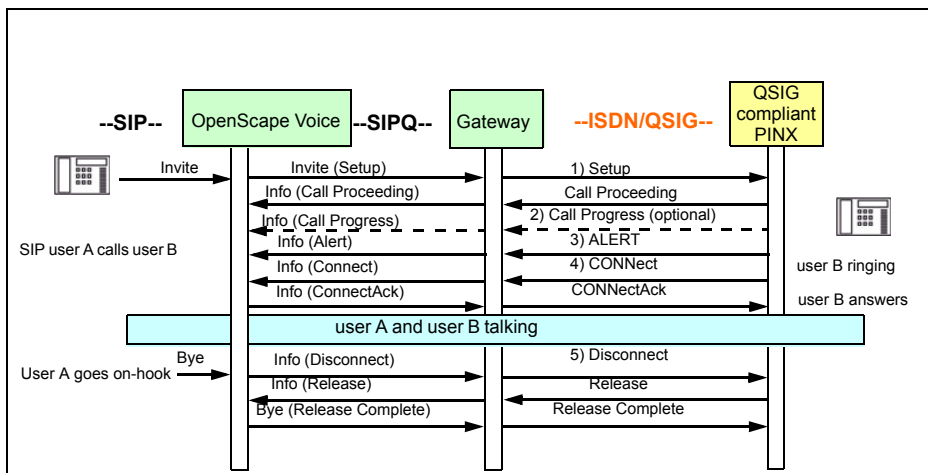 QSIG
compliant
PINX
--SIP--
OpenScape Voice
--SIPQ--
Gateway
--ISDN/QSIG--
Invite
Invite (Setup)
1) Setup
Info (Call Proceeding)
Call Proceeding
Info (Call Progress)
2) Call Progress (optional)
SIP user A calls user B
Info (Alert)
3) ALERT
Info (Connect)
4) CONNect
user B ringing
Info (ConnectAck)
CONNectAck
user B answers
user A and user B talking
Bye
Info (Disconnect)
5) Disconnect
User A goes on-hook
Info (Release)
Release
Bye (Release Complete)
Release Complete